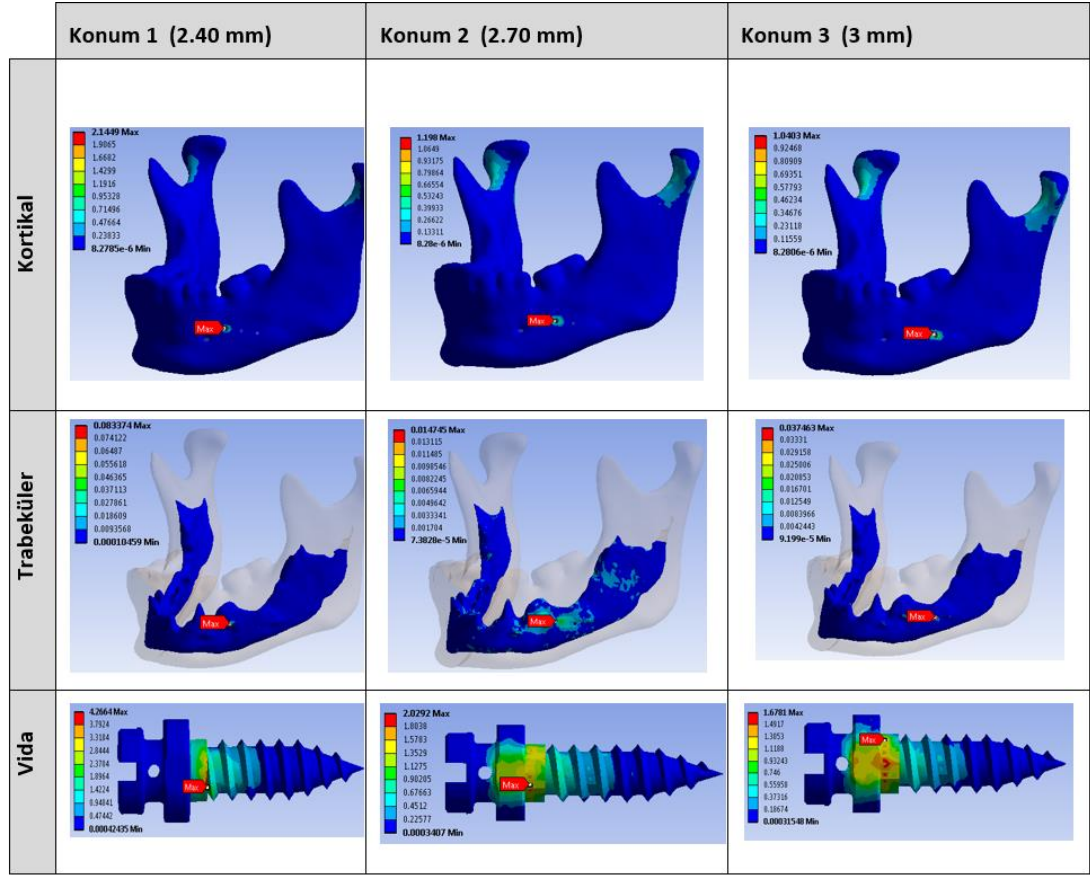 Konum 1 (2.40 mm)
Konum 2 (2.70 mm)
Konum 3 (3 mm)
Kortikal
2.1449 Max
1.9065
1.6682
1.4299
1.1916
0.95328
0.71496
0.47664
0.23833
8.2785e-6 Min
Max
1.198 Max
1.0649
0.93175
0.79864
0.66554
0.53243
0.39933
0.26622
0.13311
8.28e-6 Min
Max
1.0403 Max
0.92468
0.80909
0.69351
0.57793
0.46234
0.34676
0.23118
0.11559
8.2806e-6 Min
Max
Trabeküler
0.083374 Max
0.074122
0.06487
0.055618
0.046365
0.037113
0.027861
0.018609
0.0093568
0.00010459 Min
Max
0.014745 Max
0.013115
0.011485
0.0098546
0.0082245
0.0065944
0.0049642
0.0033341
0.001704
7.3828e-5 Min
Max
0.037463 Max
0.03331
0.029158
0.025006
0.020853
0.016701
0.012549
0.0083966
0.0042443
9.199e-5 Min
Max
Vida
4.2664 Max
3.7924
3.3184
2.8444
2.3704
1.8964
1.4224
0.94841
0.47442
0.00042435 Min
Max
2.0292 Max
1.8038
1.5783
1.3529
1.1275
0.90205
0.67663
0.4512
0.22577
0.0003407 Min
Max
1.6781 Max
1.4917
1.3053
1.1188
0.93243
0.746
0.55958
0.37316
0.18674
0.00031548 Min
Max